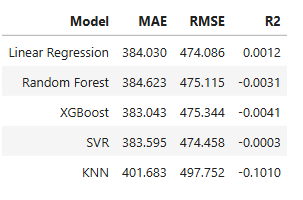 Model MAE RMSE R2
Linear Regression 384.030 474.086 0.0012
Random Forest 384.623 475.115 -0.0031
XGBoost 383.043 475.344 -0.0041
SVR 383.595 474.458 -0.0003
KNN 401.683 497.752 -0.1010